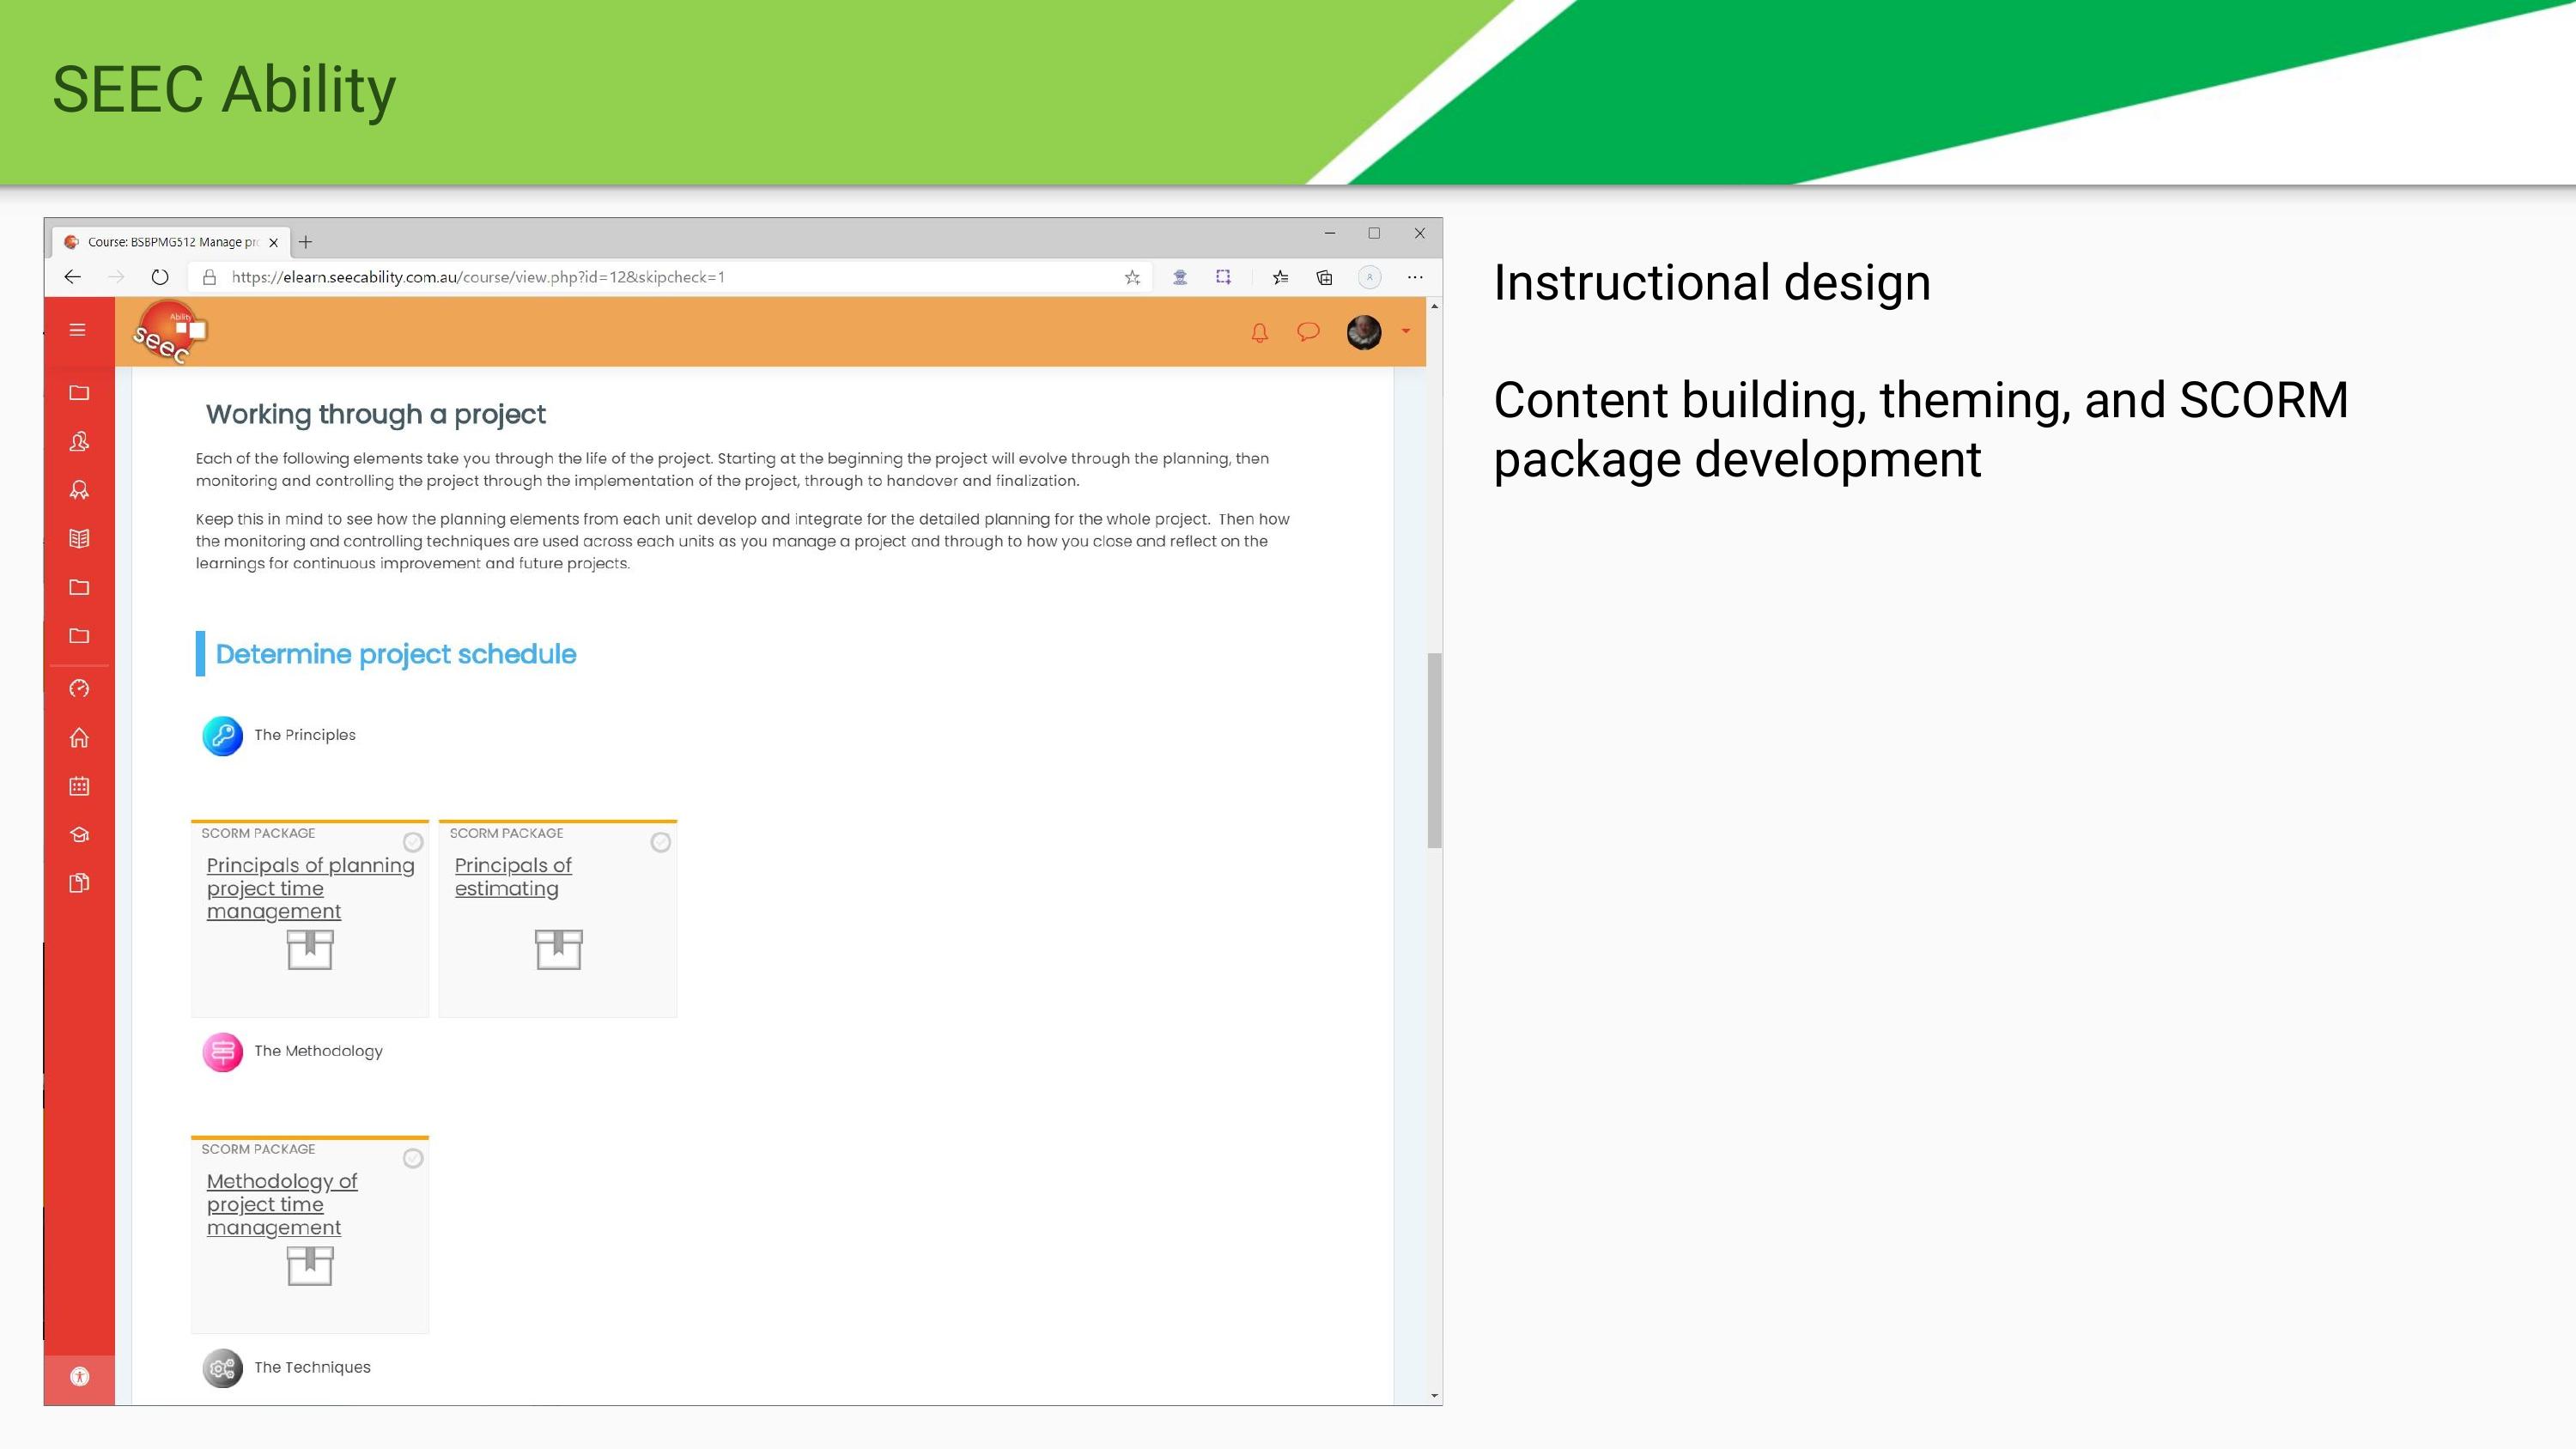 SEEC Ability
Course: BSBPMG512 Manage pr
https://elearn.seecability.com.au/course/view.php?id=12&skipcheck=1
Ability
seec
Working through a project
Each of the following elements take you through the life of the project. Starting at the beginning the project will evolve through the planning, then
monitoring and controlling the project through the implementation of the project, through to handover and finalization.
Keep this in mind to see how the planning elements from each unit develop and integrate for the detailed planning for the whole project.  Then how
the monitoring and controlling techniques are used across each units as you manage a project and through to how you close and reflect on the
learnings for continuous improvement and future projects.
Determine project schedule
The Principles
SCORM PACKAGE
Principals of planning
project time
management
SCORM PACKAGE
Principals of
estimating
The Methodology
SCORM PACKAGE
Methodology of
project time
management
The Techniques
Instructional design
Content building, theming, and SCORM
package development